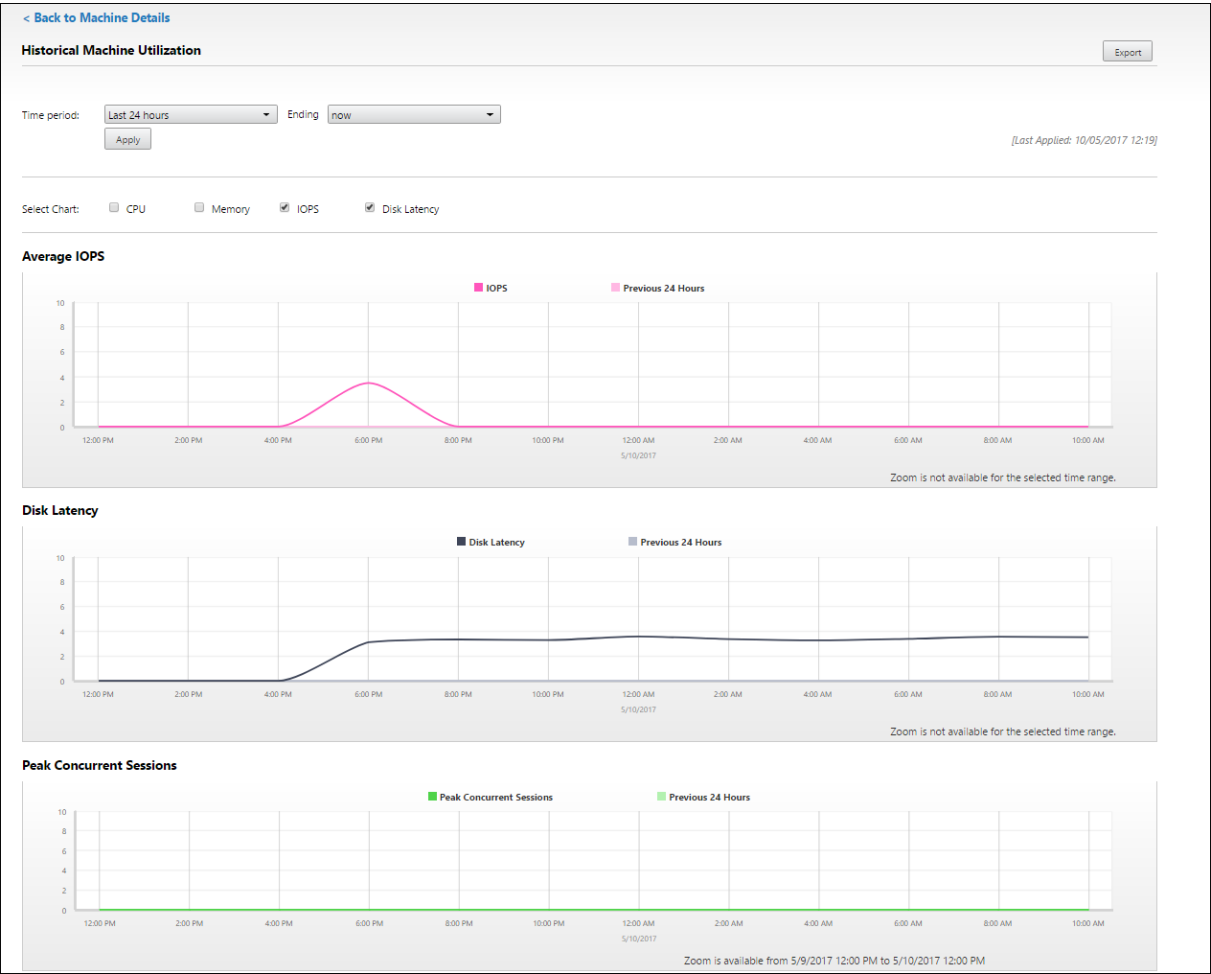 < Back to Machine Details
Historical Machine Utilization
Export
Time period: Last 24 hours Ending now
Apply
[Last Applied: 10/05/2017 12:19]
Select Chart: CPU Memory IOPS Disk Latency
Average IOPS
IOPS Previous 24 Hours
10
8
6
4
2
0
12:00 PM 2:00 PM 4:00 PM 6:00 PM 8:00 PM 10:00 PM 12:00 AM 2:00 AM 4:00 AM 6:00 AM 8:00 AM 10:00 AM
5/10/2017
Zoom is not available for the selected time range.
Disk Latency
Disk Latency Previous 24 Hours
10
8
6
4
2
0
12:00 PM 2:00 PM 4:00 PM 6:00 PM 8:00 PM 10:00 PM 12:00 AM 2:00 AM 4:00 AM 6:00 AM 8:00 AM 10:00 AM
5/10/2017
Zoom is not available for the selected time range.
Peak Concurrent Sessions
Peak Concurrent Sessions Previous 24 Hours
10
8
6
4
2
0
12:00 PM 2:00 PM 4:00 PM 6:00 PM 8:00 PM 10:00 PM 12:00 AM 2:00 AM 4:00 AM 6:00 AM 8:00 AM 10:00 AM
5/10/2017
Zoom is available from 5/9/2017 12:00 PM to 5/10/2017 12:00 PM